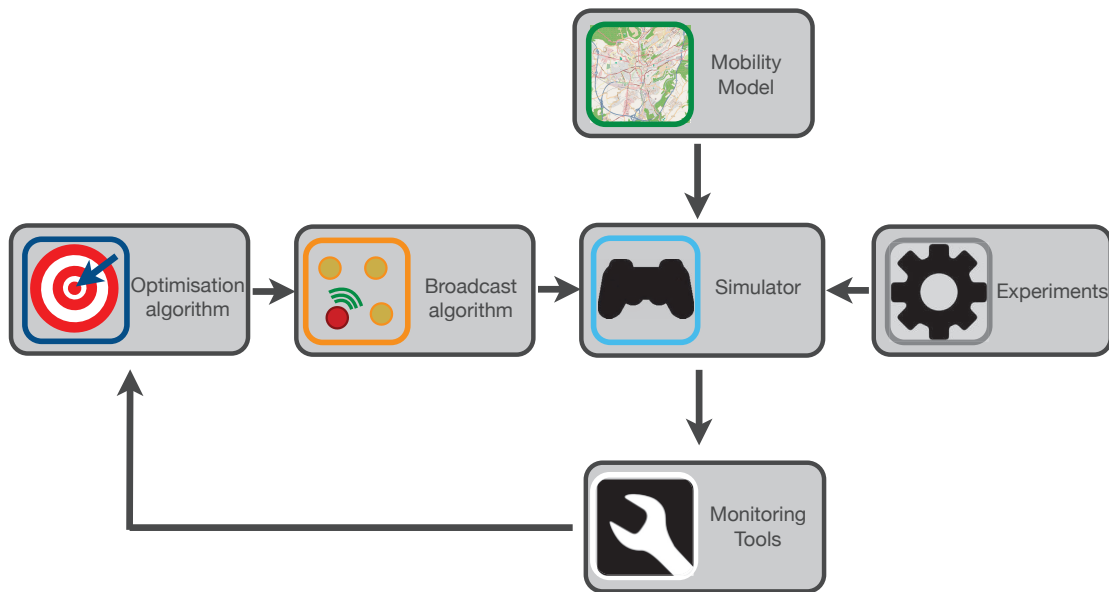 Mobility
Model
Optimisation
algorithm
Broadcast
algorithm
Simulator
Experiments
Monitoring
Tools